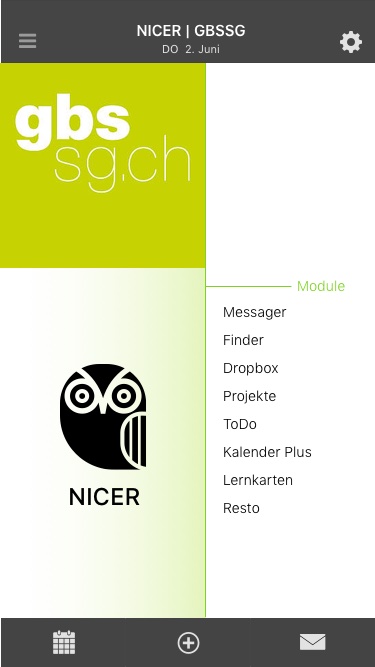 NICER | GBSSG
DO 2. Juni
gbs
sg.ch
Module
Messager
Finder
Dropbox
Projekte
ToDo
Kalender Plus
Lernkarten
Resto
NICER